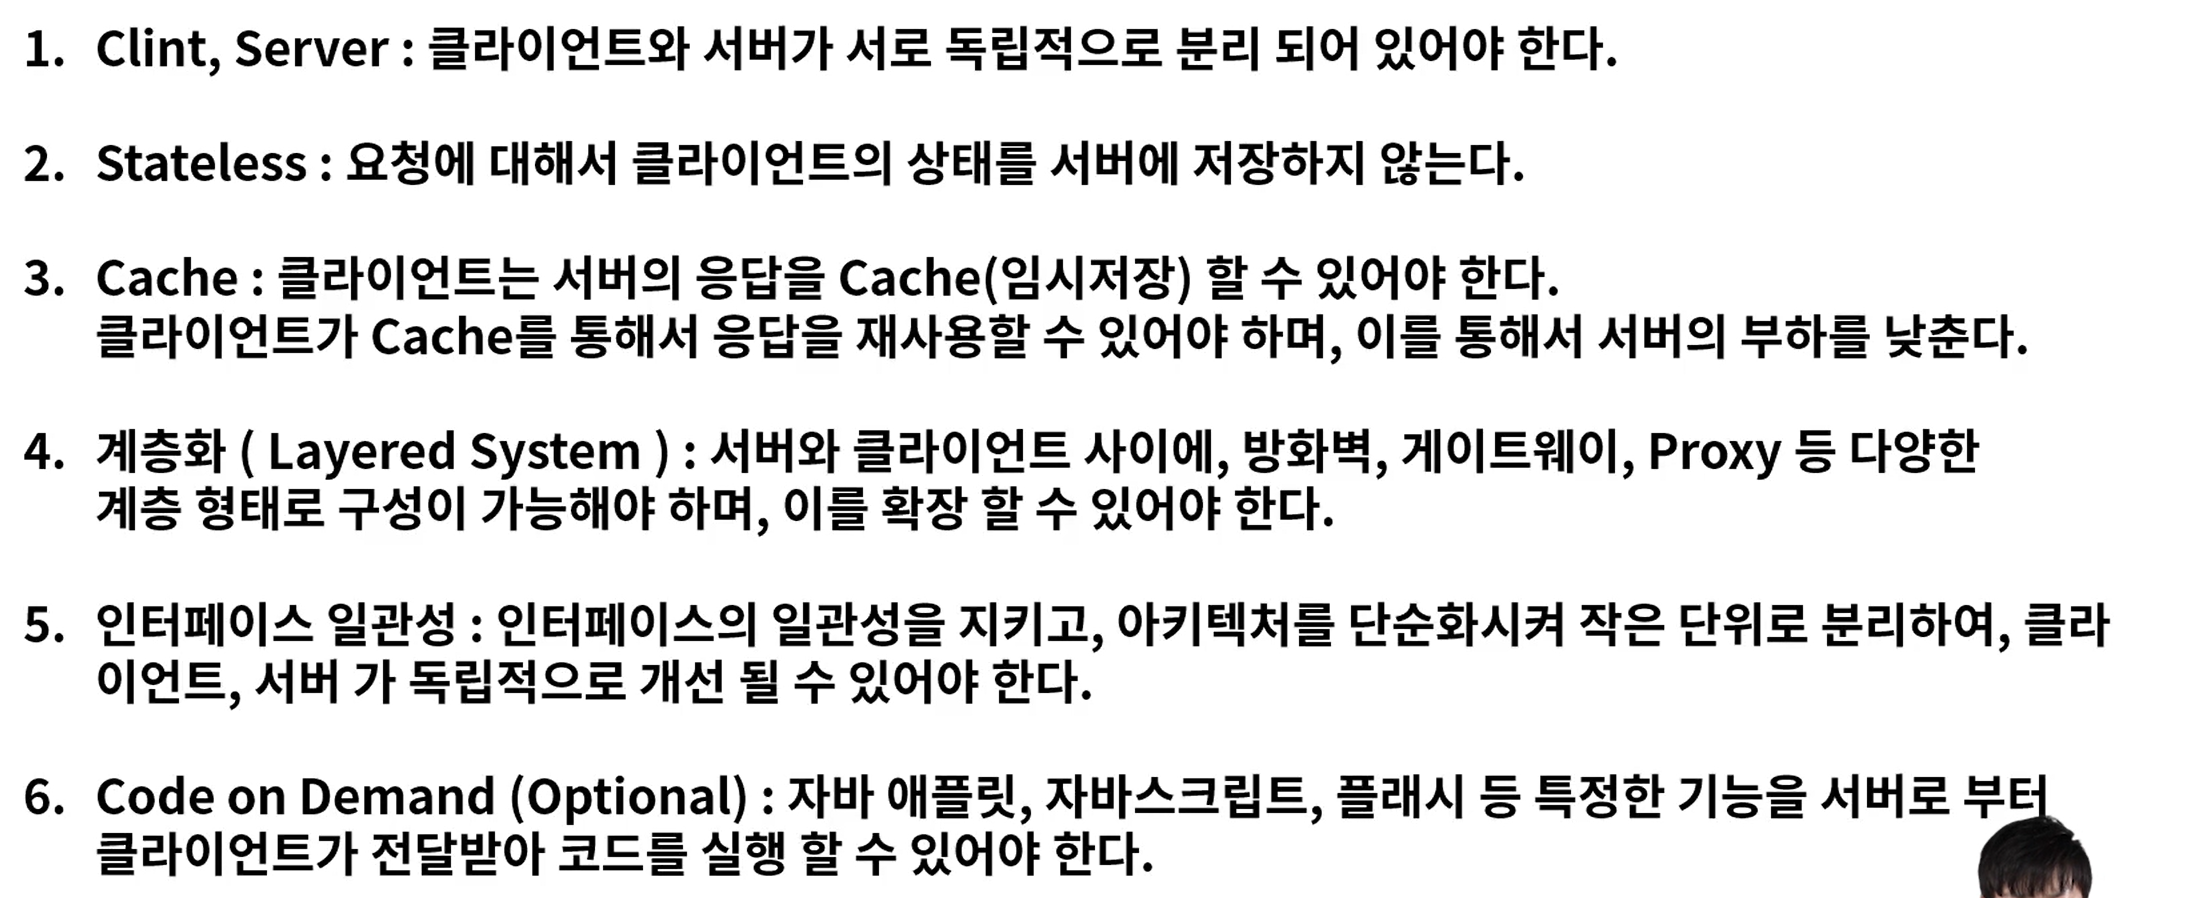 1. Clint, Server : 클라이언트와 서버가 서로 독립적으로 분리 되어 있어야 한다.
2. Stateless : 요청에 대해서 클라이언트의 상태를 서버에 저장하지 않는다.
3. Cache : 클라이언트는 서버의 응답을 Cache(임시저장) 할 수 있어야 한다.
클라이언트가 Cache를 통해서 응답을 재사용할 수 있어야 하며, 이를 통해서 서버의 부하를 낮춘다.
4. 계층화 ( Layered System ) : 서버와 클라이언트 사이에, 방화벽, 게이트웨이, Proxy 등 다양한
계층 형태로 구성이 가능해야 하며, 이를 확장 할 수 있어야 한다.
5. 인터페이스 일관성 : 인터페이스의 일관성을 지키고, 아키텍처를 단순화시켜 작은 단위로 분리하여, 클라
이언트, 서버 가 독립적으로 개선 될 수 있어야 한다.
6. Code on Demand (Optional) : 자바 애플릿, 자바스크립트, 플래시 등 특정한 기능을 서버로 부터
클라이언트가 전달받아 코드를 실행 할 수 있어야 한다.